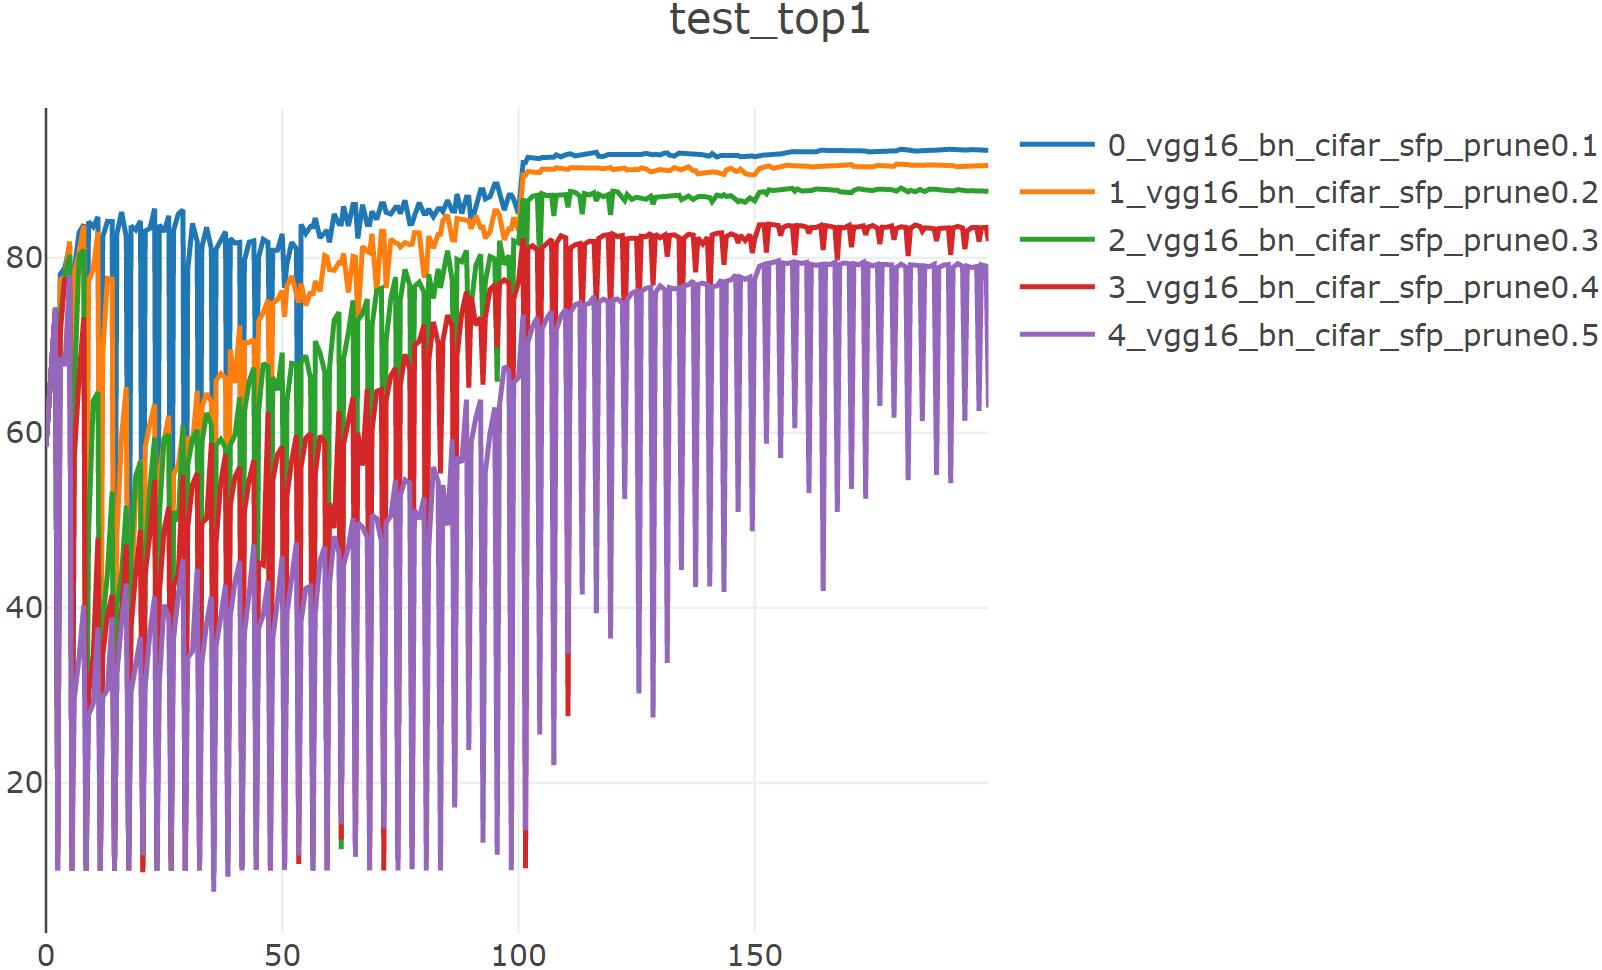 test_top1
0_vgg16_bn_cifar_sfp_prune0.1
1_vgg16_bn_cifar_sfp_prune0.2
2_vgg16_bn_cifar_sfp_prune0.3
3_vgg16_bn_cifar_sfp_prune0.4
4_vgg16_bn_cifar_sfp_prune0.5
80
60
40
20
0 50 100 150